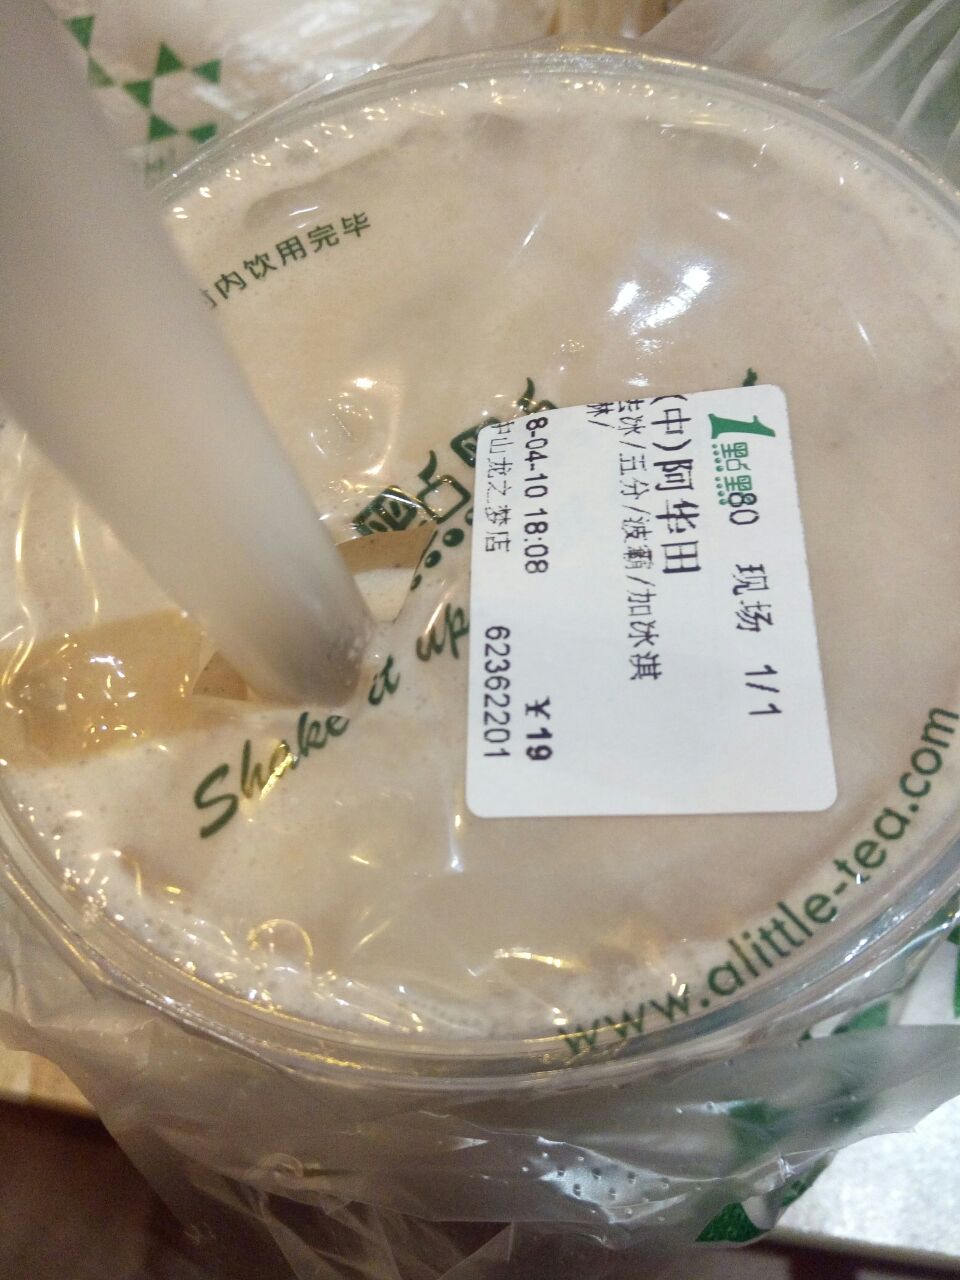 内饮用完毕
1點點
80 现场 1/1
(中)阿华田
去冰/五分/波霸/加冰淇
淋/
¥19
8-04-10 18:08
中山龙之梦店 62362201
Shake it up
www.alittle-tea.com